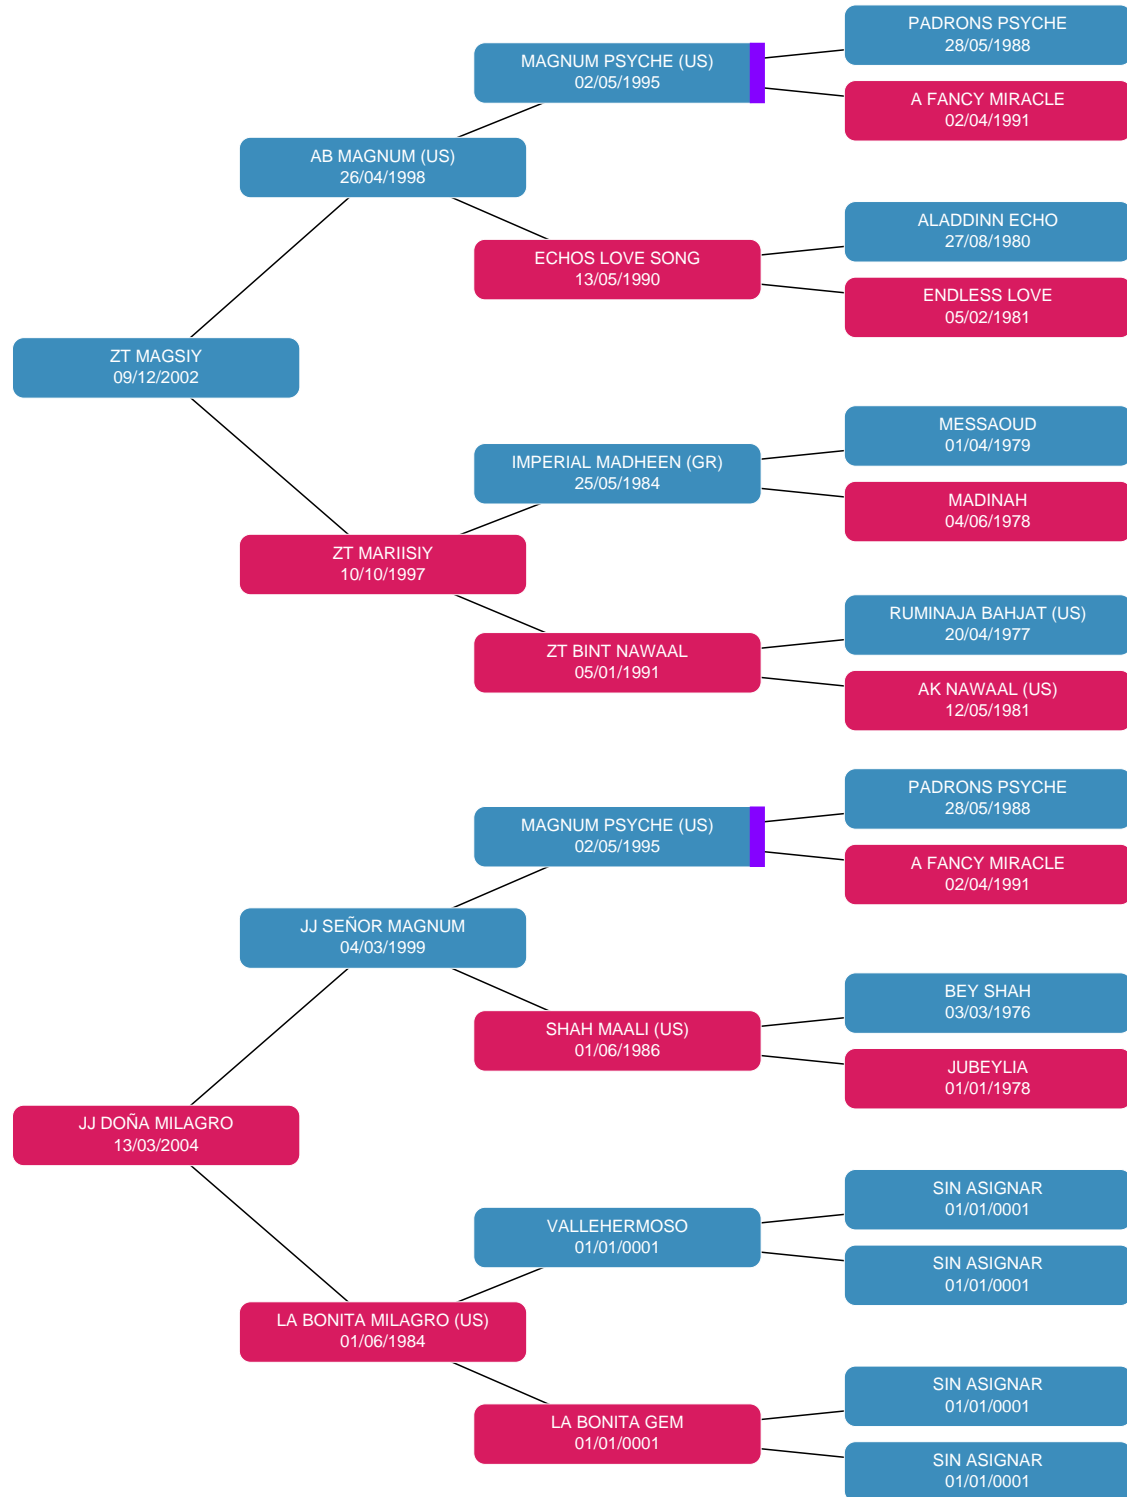 PADRONS PSYCHE
28/05/1988
MAGNUM PSYCHE (US)
02/05/1995
A FANCY MIRACLE
02/04/1991
AB MAGNUM (US)
26/04/1998
ALADDINN ECHO
27/08/1980
ECHOS LOVE SONG
13/05/1990
ENDLESS LOVE
05/02/1981
ZT MAGSIY
09/12/2002
MESSAOUD
01/04/1979
IMPERIAL MADHEEN (GR)
25/05/1984
MADINAH
04/06/1978
ZT MARIISIY
10/10/1997
RUMINAJA BAHJAT (US)
20/04/1977
ZT BINT NAWAAL
05/01/1991
AK NAWAAL (US)
12/05/1981
PADRONS PSYCHE
28/05/1988
MAGNUM PSYCHE (US)
02/05/1995
A FANCY MIRACLE
02/04/1991
JJ SEÑOR MAGNUM
04/03/1999
BEY SHAH
03/03/1976
SHAH MAALI (US)
01/06/1986
JUBEYLIA
01/01/1978
JJ DOÑA MILAGRO
13/03/2004
SIN ASIGNAR
01/01/0001
VALLEHERMOSO
01/01/0001
SIN ASIGNAR
01/01/0001
LA BONITA MILAGRO (US)
01/06/1984
SIN ASIGNAR
01/01/0001
LA BONITA GEM
01/01/0001
SIN ASIGNAR
01/01/0001